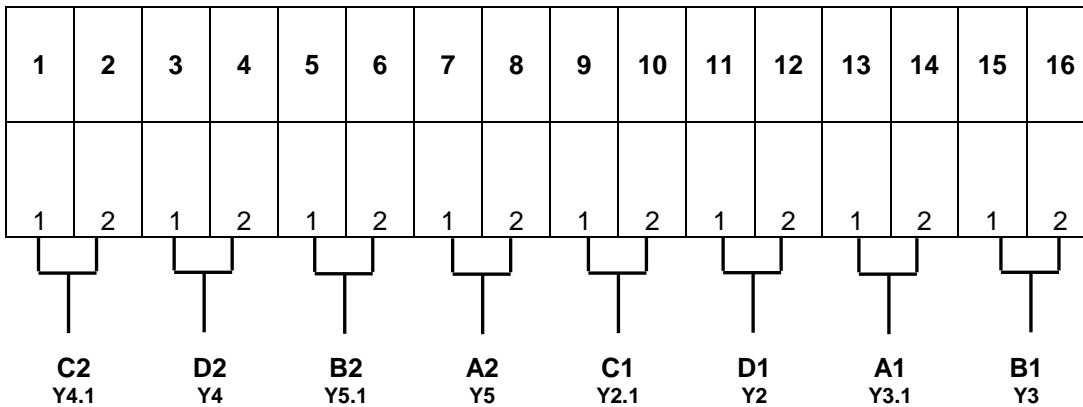 1 2 3 4 5 6 7 8 9 10 11 12 13 14 15 16
1 2 1 2 1 2 1 2 1 2 1 2 1 2 1 2
C2 D2 B2 A2 C1 D1 A1 B1
Y4.1 Y4 Y5.1 Y5 Y2.1 Y2 Y3.1 Y3